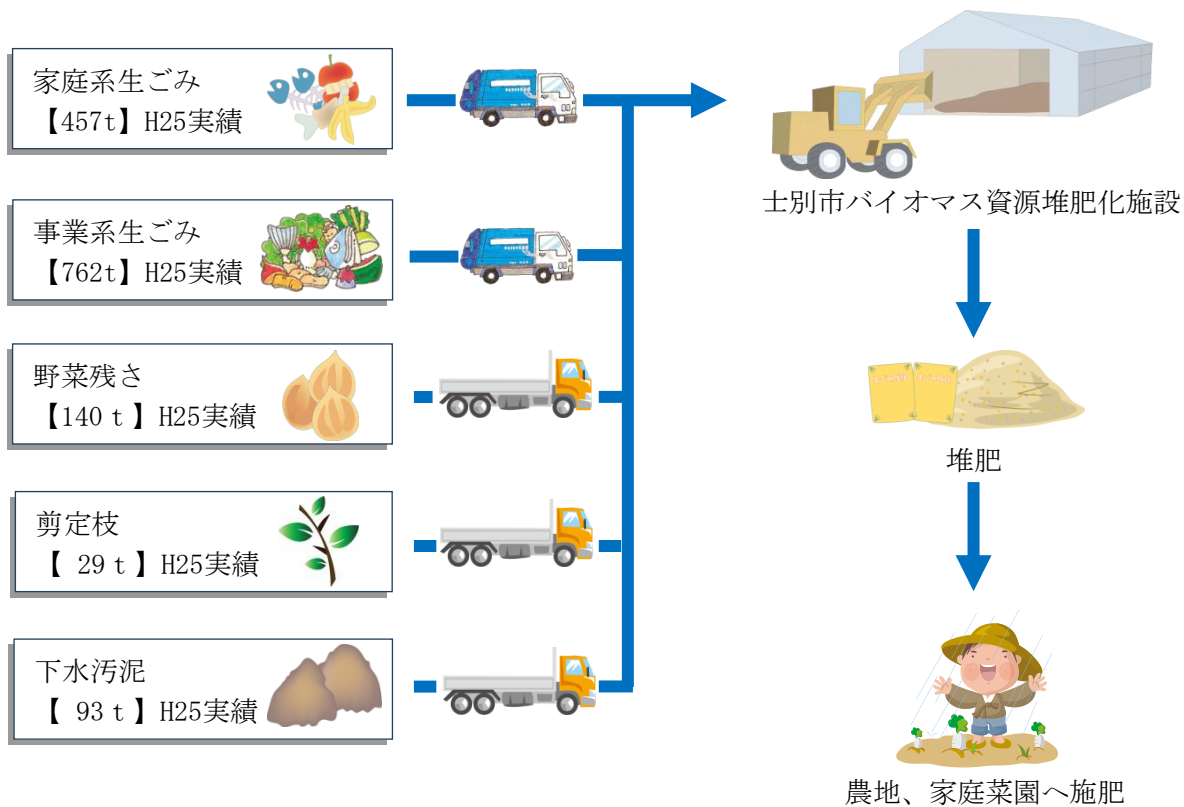 家庭系生ごみ
【457t】H25実績
事業系生ごみ
【762t】H25実績
野菜残さ
【140ｔ】H25実績
剪定枝
【 29ｔ】H25実績
下水汚泥
【 93ｔ】H25実績
士別市バイオマス資源堆肥化施設
堆肥
農地、家庭菜園へ施肥